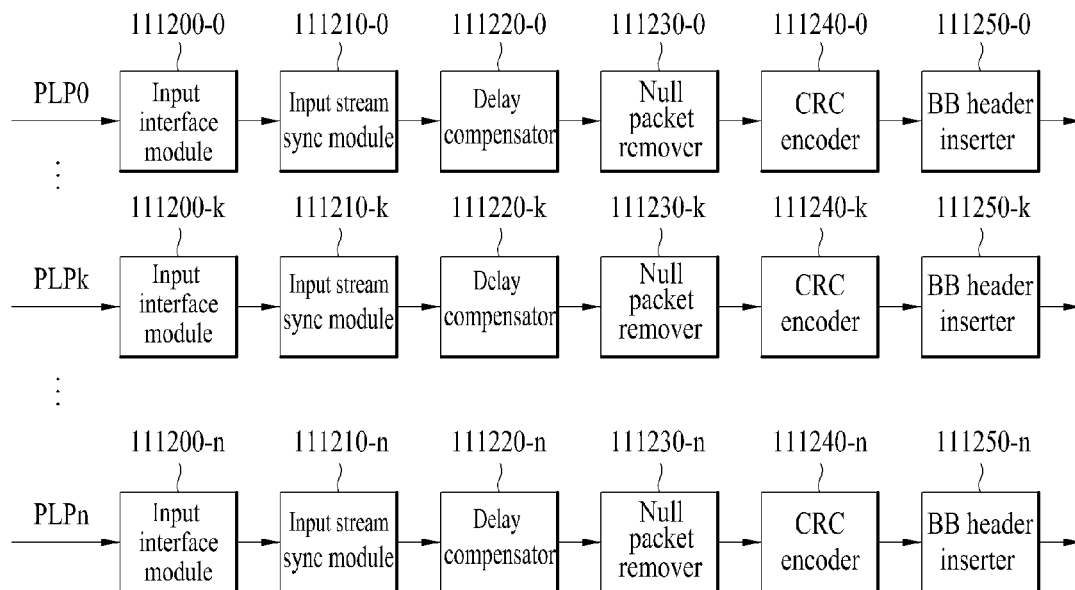 111200-0 111210-0 111220-0 111230-0 111240-0 111250-0
PLP0
Input interface module
Input stream sync module
Delay compensator
Null packet remover
CRC encoder
BB header inserter
111200-k 111210-k 111220-k 111230-k 111240-k 111250-k
PLPk
Input interface module
Input stream sync module
Delay compensator
Null packet remover
CRC encoder
BB header inserter
111200-n 111210-n 111220-n 111230-n 111240-n 111250-n
PLPn
Input interface module
Input stream sync module
Delay compensator
Null packet remover
CRC encoder
BB header inserter